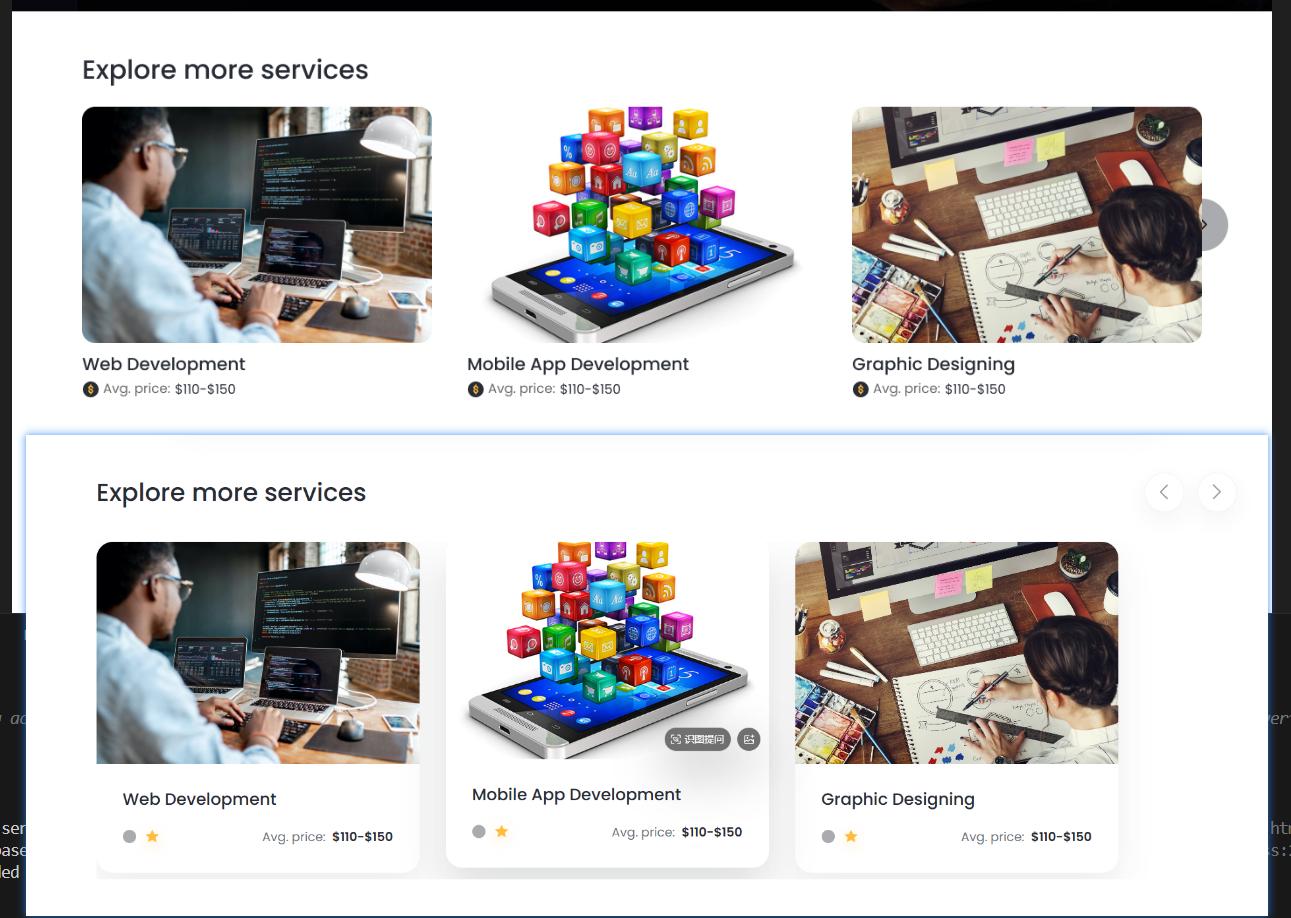 Explore more services
Web Development
Avg. price: $110-$150
Mobile App Development
Avg. price: $110-$150
Graphic Designing
Avg. price: $110-$150
Explore more services
识图提问
Web Development
Avg. price: $110-$150
Mobile App Development
Avg. price: $110-$150
Graphic Designing
Avg. price: $110-$150